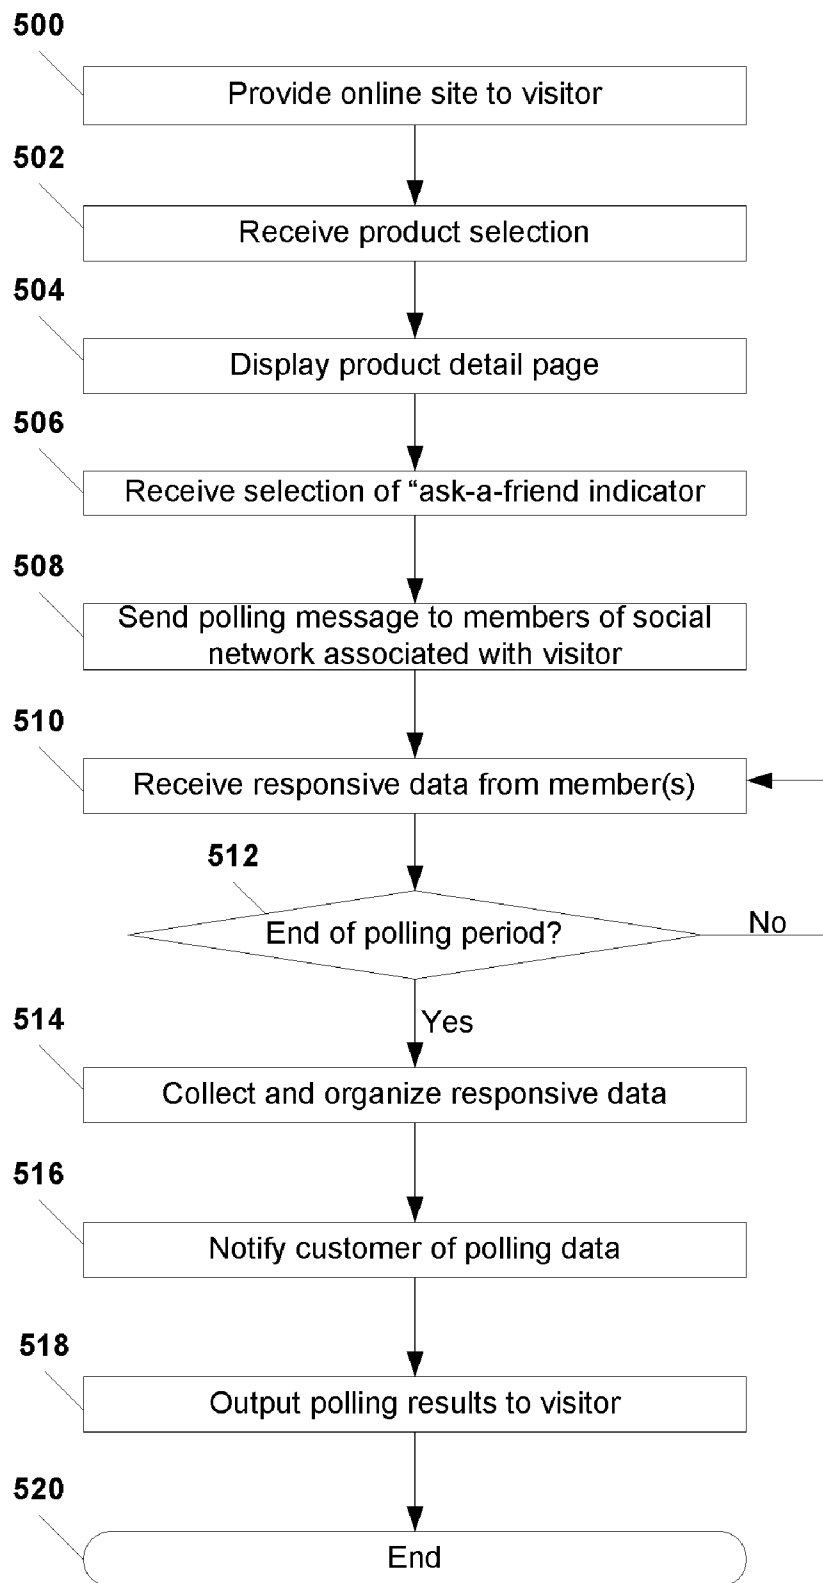 500
Provide online site to visitor
502
Receive product selection
504
Display product detail page
506
Receive selection of “ask-a-friend indicator
508
Send polling message to members of social
network associated with visitor
510
Receive responsive data from member(s)
512
End of polling period?
No
Yes
514
Collect and organize responsive data
516
Notify customer of polling data
518
Output polling results to visitor
520
End